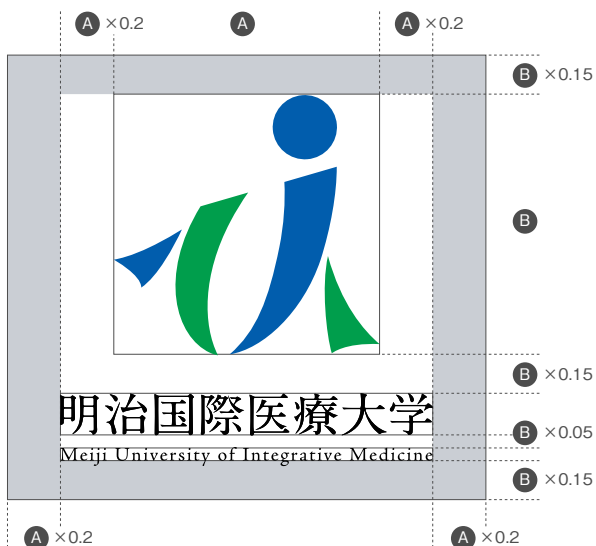 A ×0.2 A A ×0.2
B ×0.15
B
B ×0.15
明治国際医療大学
B ×0.05
Meiji University of Integrative Medicine
B ×0.15
A ×0.2 A ×0.2